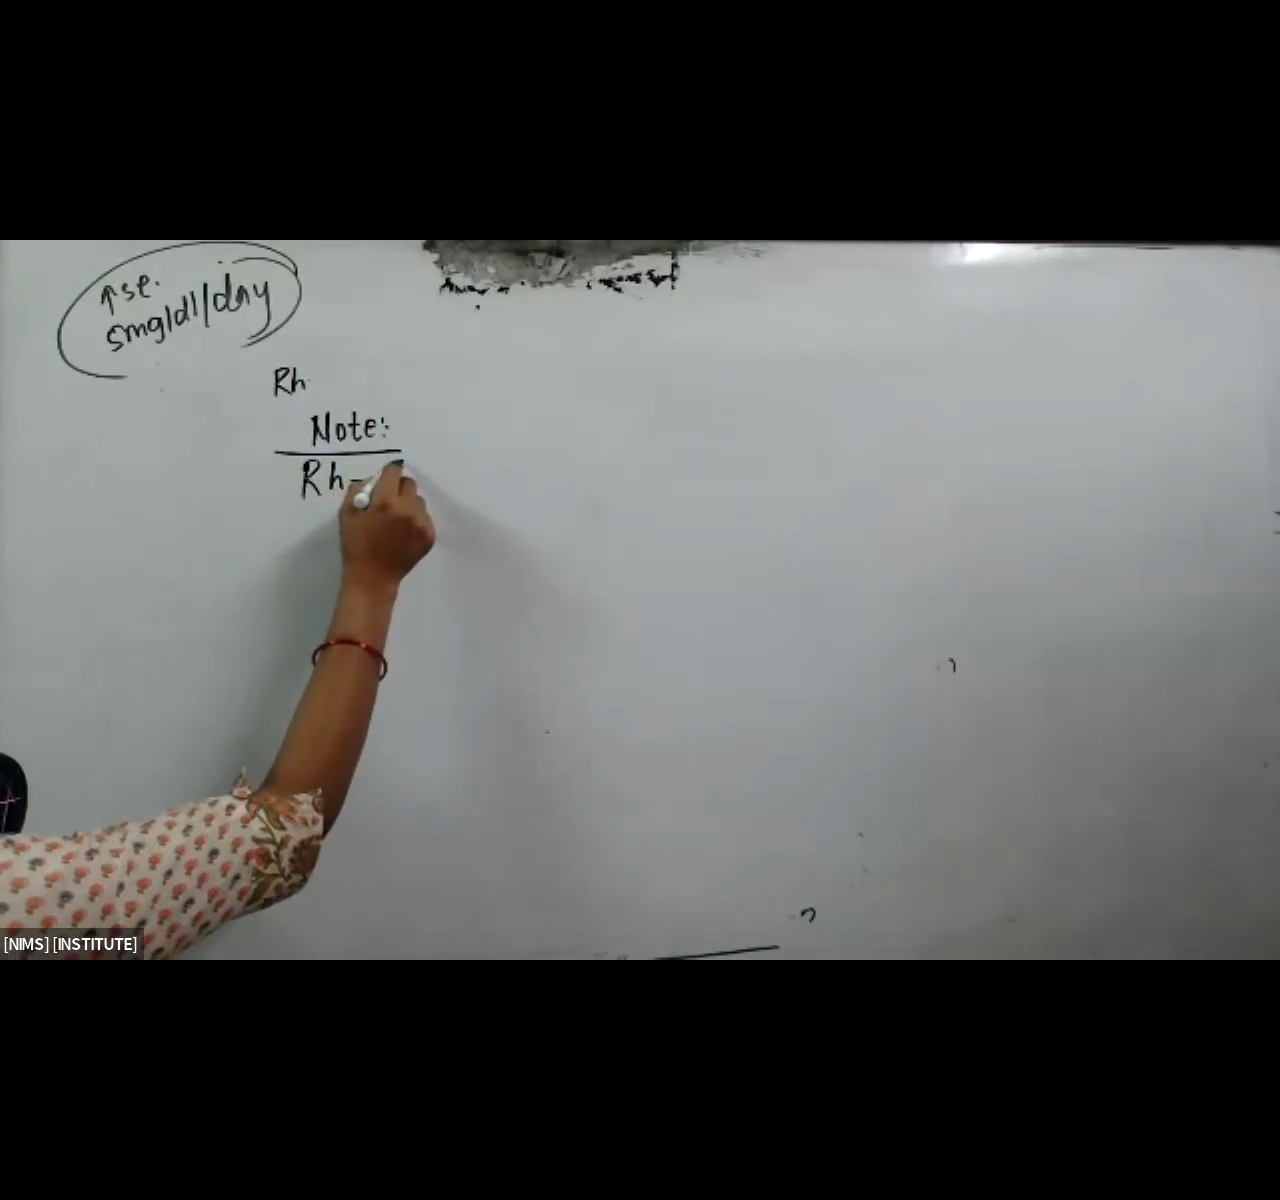 ↑se.
5mg/dl/day
Rh
Note:
Rh-
[NIMS] [INSTITUTE]